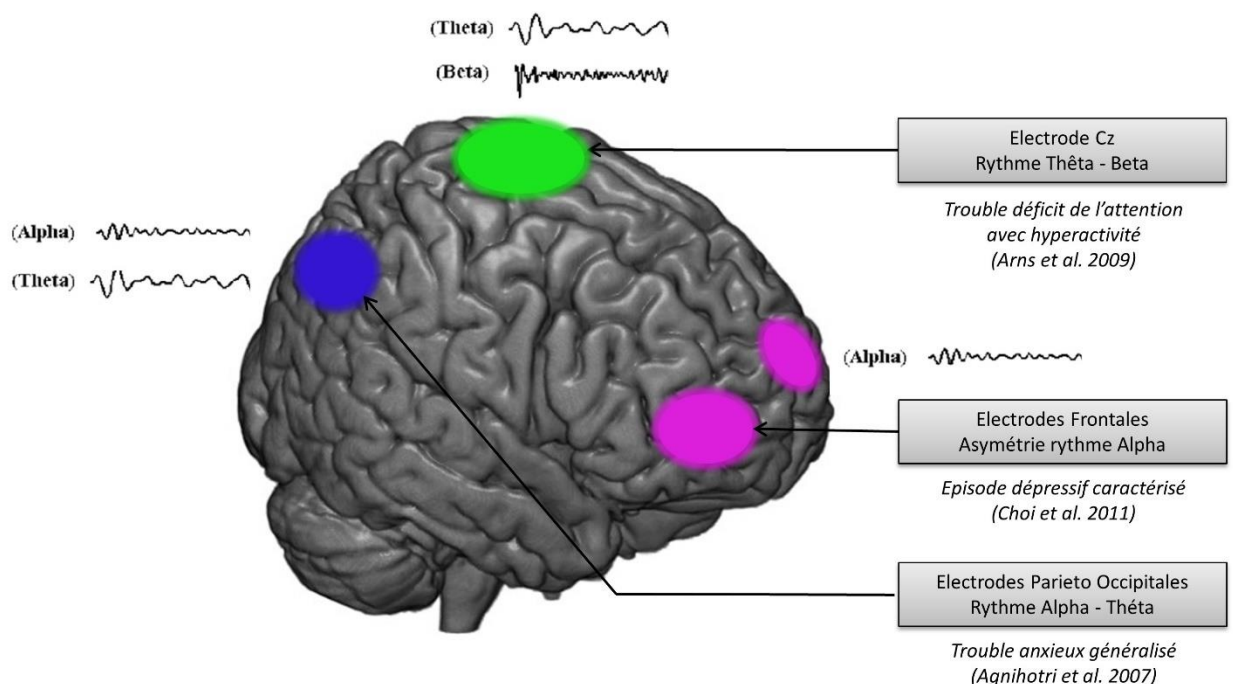 (Theta)
(Beta)
Electrode Cz
Rythme Thêta - Beta
Trouble déficit de l'attention
avec hyperactivité
(Arns et al. 2009)
(Alpha)
(Theta)
(Alpha)
Electrodes Frontales
Asymétrie rythme Alpha
Episode dépressif caractérisé
(Choi et al. 2011)
Electrodes Parieto Occipitales
Rythme Alpha - Théta
Trouble anxieux généralisé
(Agnihotri et al. 2007)